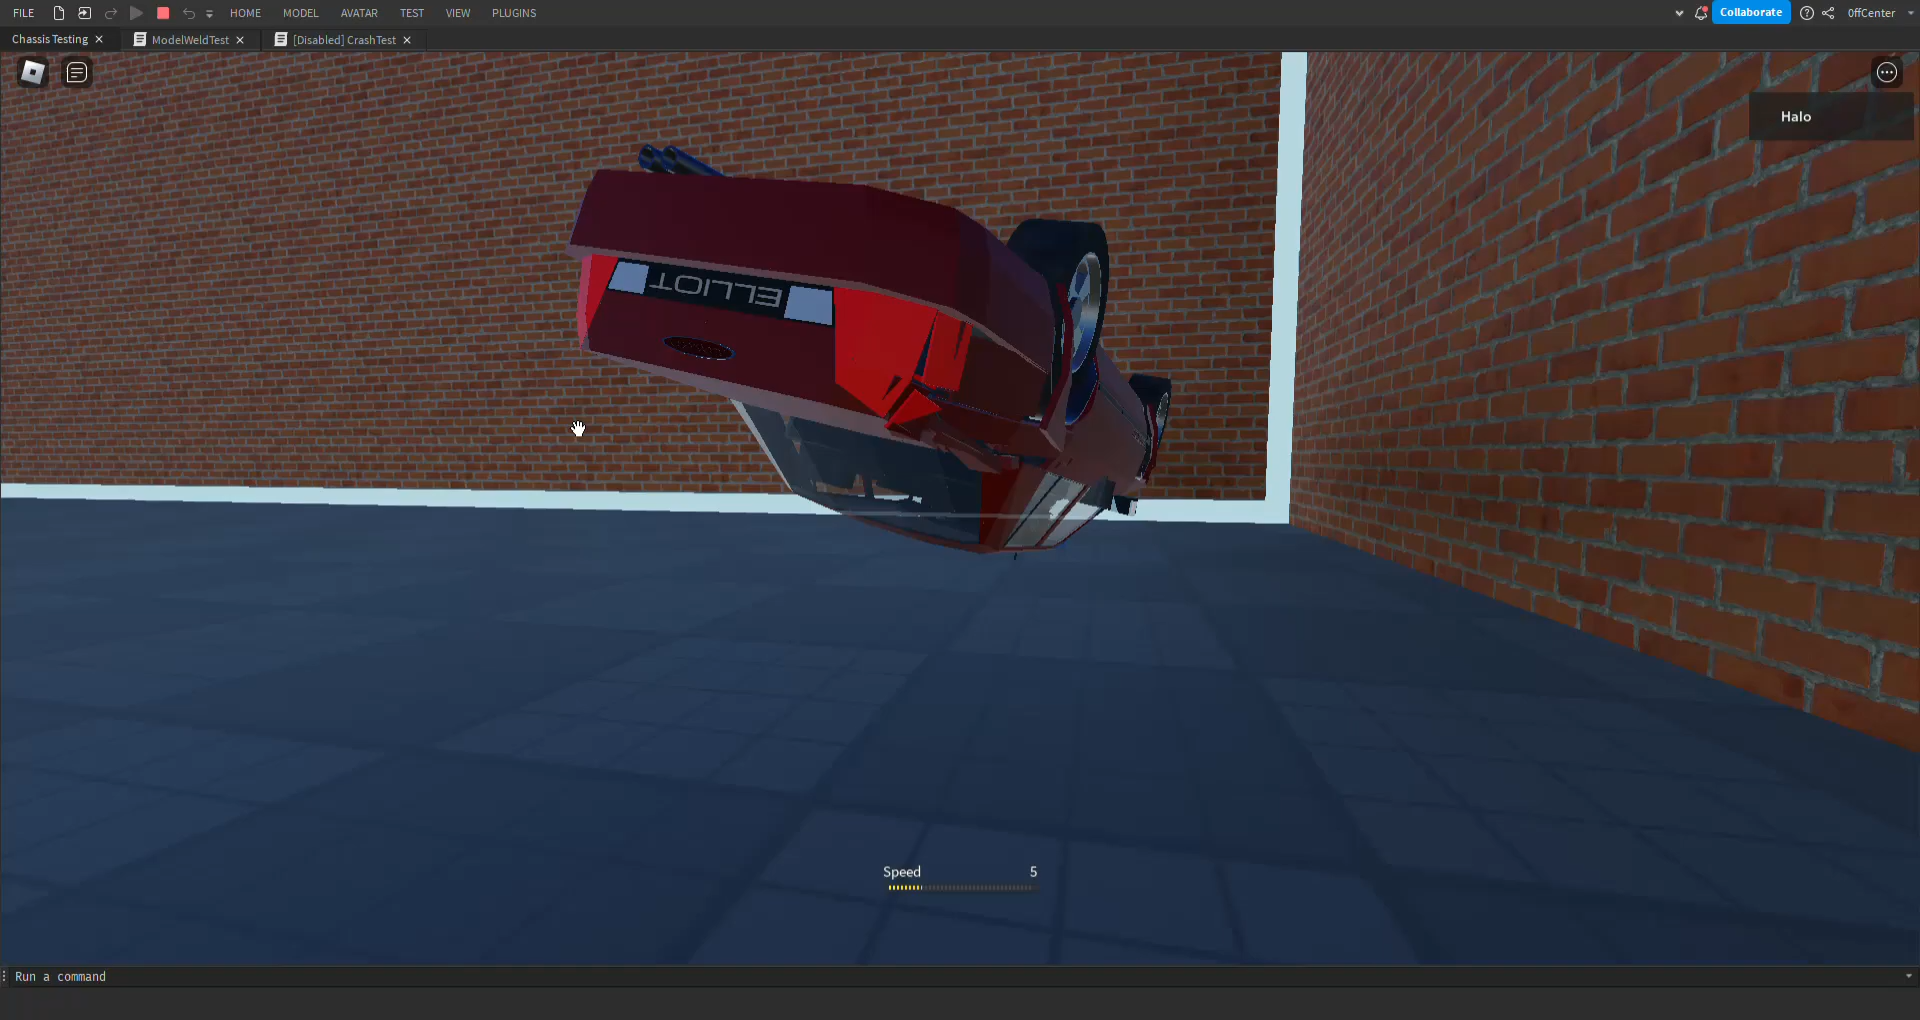 FILE HOME MODEL AVATAR TEST VIEW PLUGINS Collaborate OffCenter
Chassis Testing ModelWeldTest [Disabled] CrashTest
Halo
ELLIOT
Speed 5
Run a command